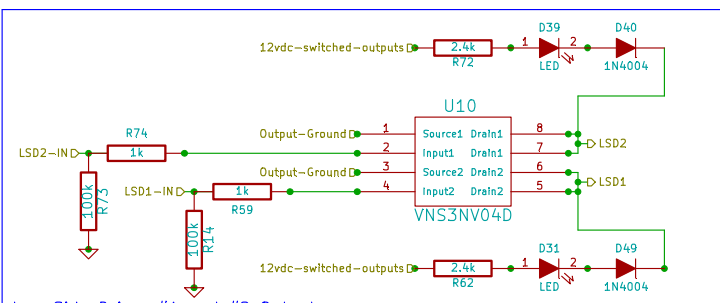 D39
D40
12vdc-switched-outputs
2.4k
1
2
R72
LED
1N4004
U10
R74
Output-Ground
1
Source1
Drain1
8
LSD2
LSD2-IN
1k
2
Input1
Drain1
7
Output-Ground
3
Source2
Drain2
6
LSD1
100k
R73
LSD1-IN
1k
4
Input2
Drain2
5
R59
VNS3NV04D
100k
R14
D31
D49
12vdc-switched-outputs
2.4k
1
2
R62
LED
1N4004